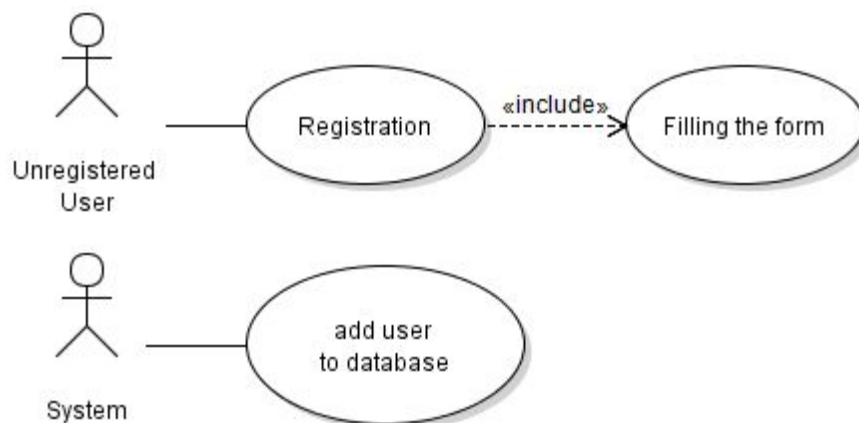 «include»
Registration
Filling the form
Unregistered
User
add user
to database
System